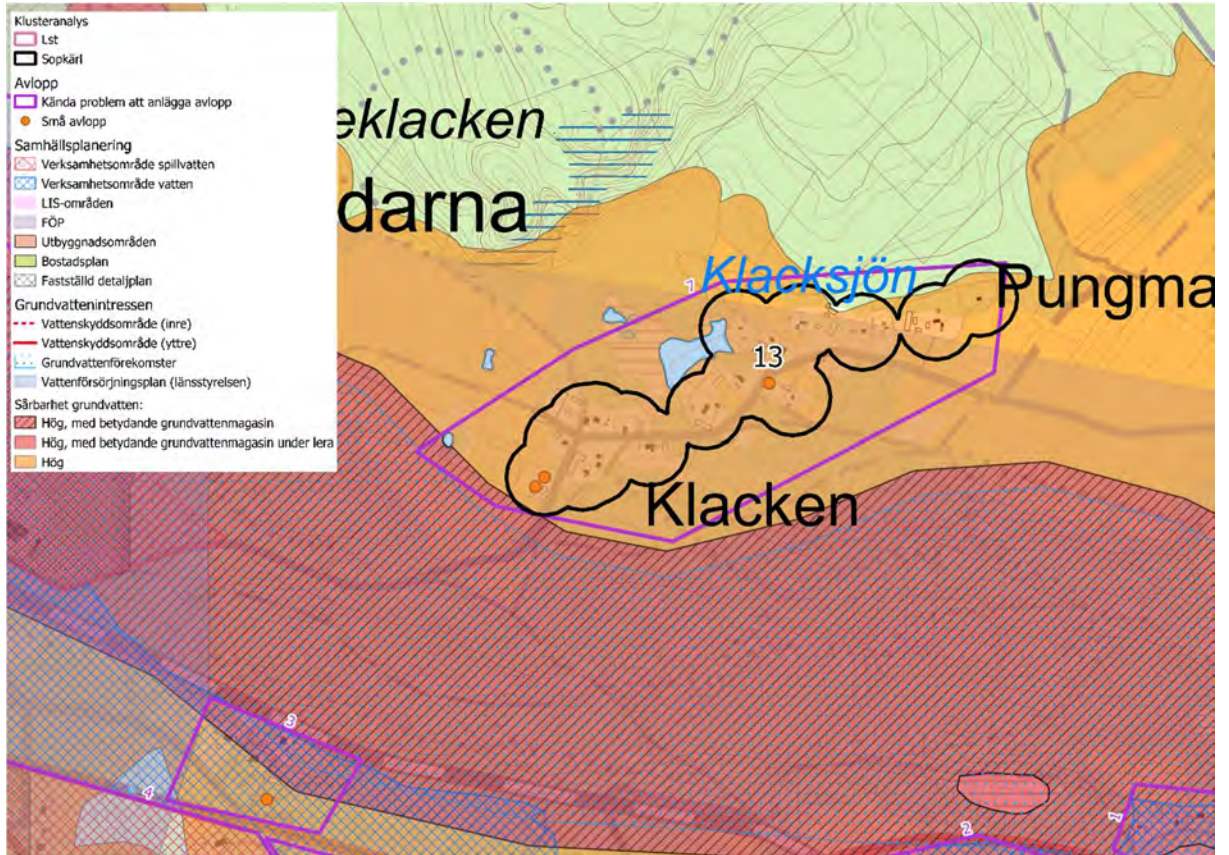 Klusteranalys
Lst
Sopkärl
Avlopp
Kända problem att anlägga avlopp
Små avlopp
Samhällsplanering
Verksamhetsområde spillvatten
Verksamhetsområde vatten
LIS-områden
FÖP
Utbyggnadsområden
Bostadsplan
Fastställd detaljplan
Grundvattenintressen
Vattenskyddsområde (inre)
Vattenskyddsområde (yttre)
Grundvattenförekomster
Vattenförsörjningsplan (länsstyrelsen)
Sårbarhet grundvatten:
Hög, med betydande grundvattenmagasin
Hög, med betydande grundvattenmagasin under lera
Hög
eklacken
darna
Klacksjön
Pungma
13
Klacken
3
4
2
1